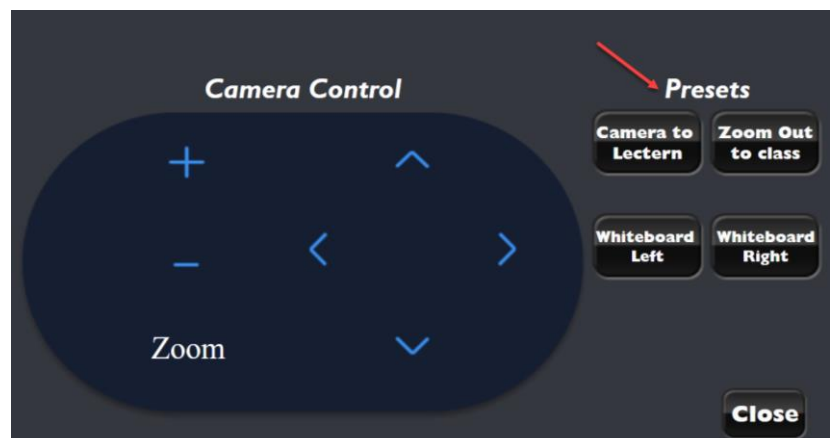 Camera Control
Presets
Camera to
Lectern
Zoom Out
to class
+
−
Whiteboard
Left
Whiteboard
Right
Zoom
Close